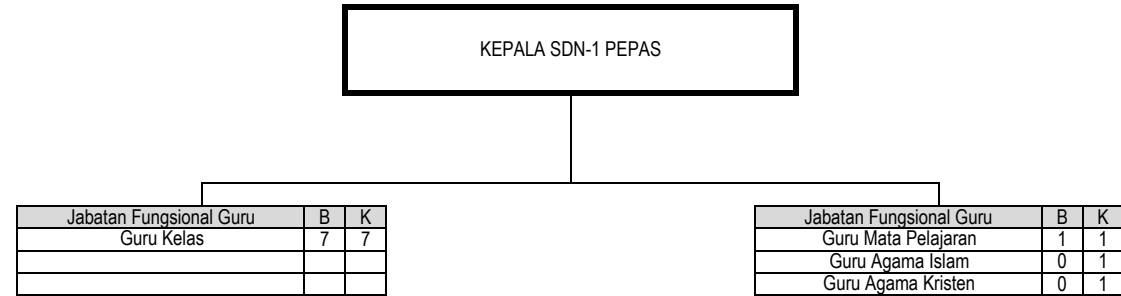 KEPALA SDN-1 PEPAS
Jabatan Fungsional Guru B K
Guru Kelas 7 7
Jabatan Fungsional Guru B K
Guru Mata Pelajaran 1 1
Guru Agama Islam 0 1
Guru Agama Kristen 0 1